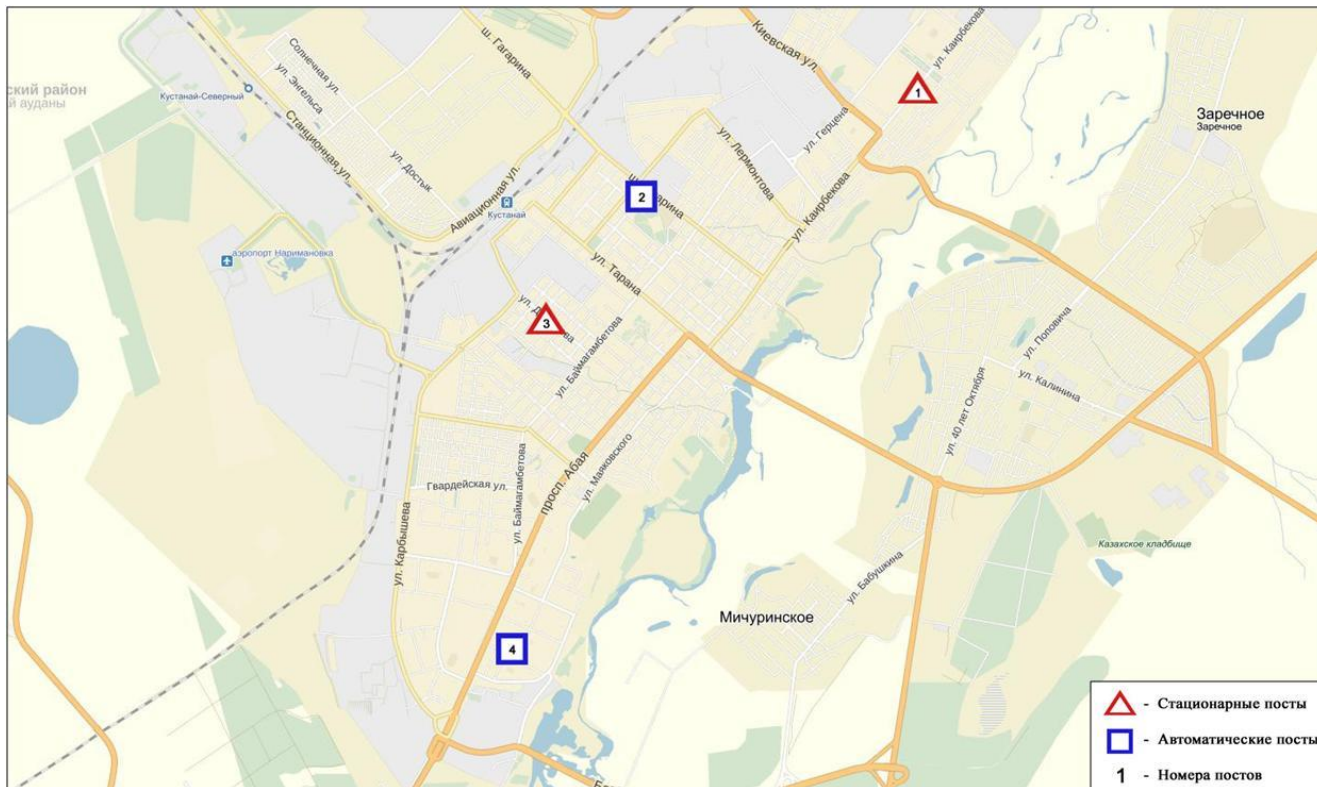 ский район
й ауданы
Кустанай-Северный
Солнечная ул.
ул. Энгельса
Станционная ул.
ул. Достык
Авиационная ул.
Кустанай
аэропорт Наримановка
ш. Гагарина
Киевская ул.
ул. Каирбекова
1
ул. Герцена
ул. Лермонтова
ул. Каирбекова
Заречное
Заречное
2
ул. Тарана
3
ул. Баймагамбетова
ул. Поповича
ул. Калинина
ул. 40 лет Октября
Гвардейская ул.
ул. Баймагамбетова
просп. Абая
ул. Маяковского
ул. Карбышева
Казахское кладбище
ул. Бабушкина
Мичуринское
4
- Стационарные посты
- Автоматические посты
1 - Номера постов